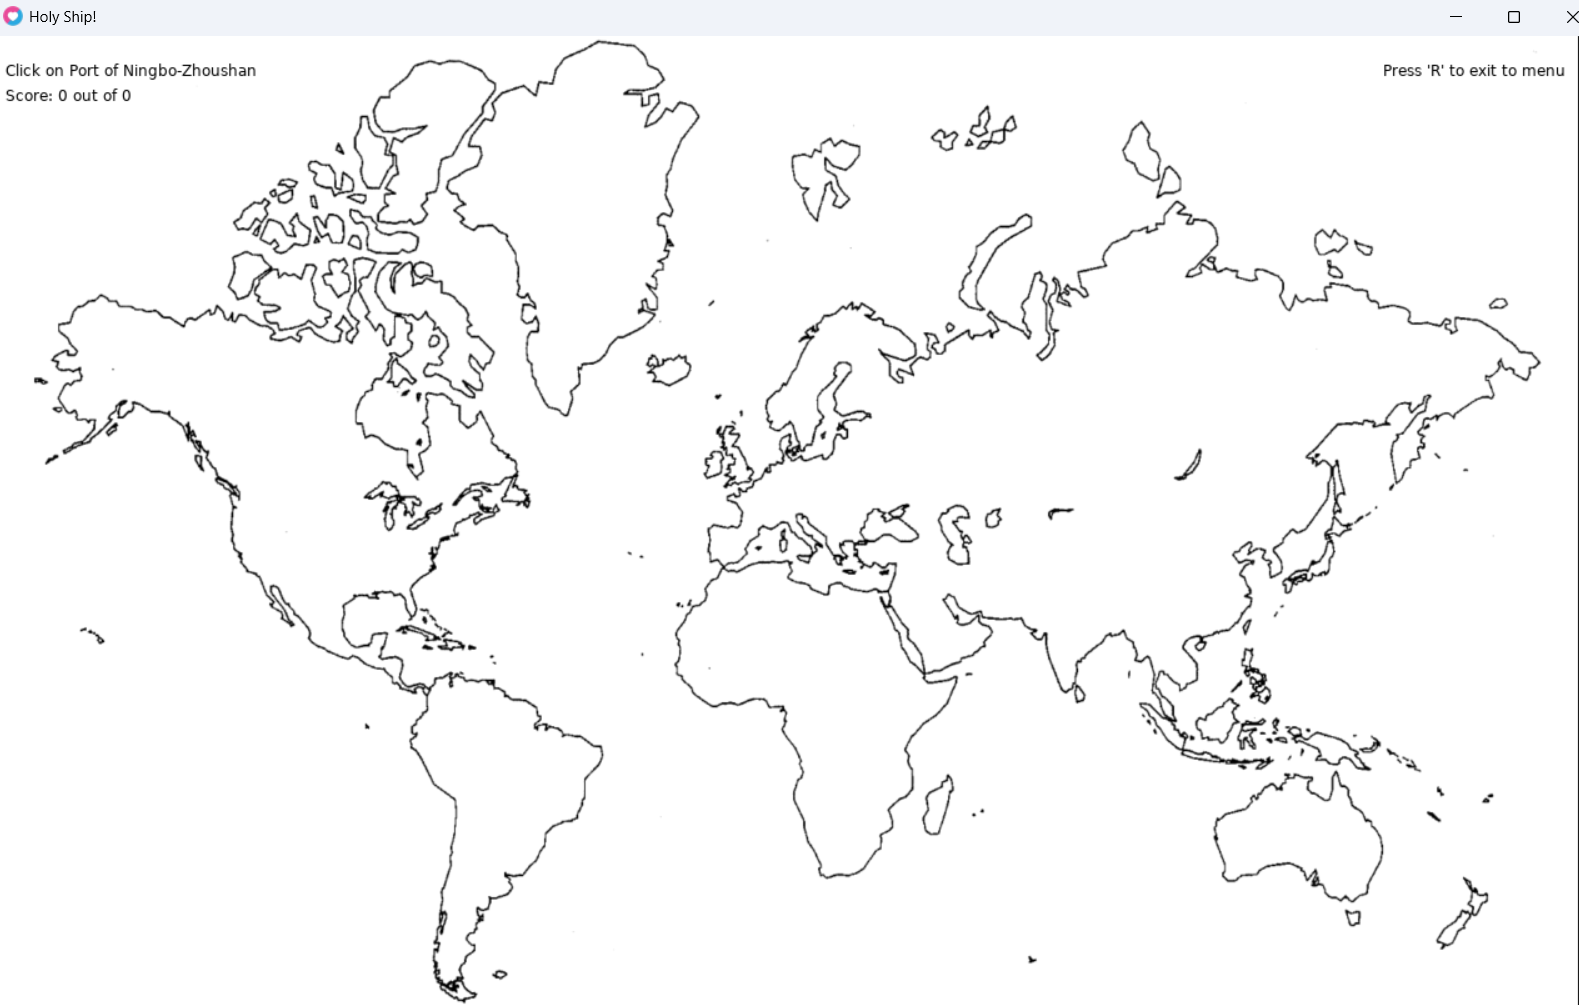 Holy Ship!
Click on Port of Ningbo-Zhoushan
Press 'R' to exit to menu
Score: 0 out of 0